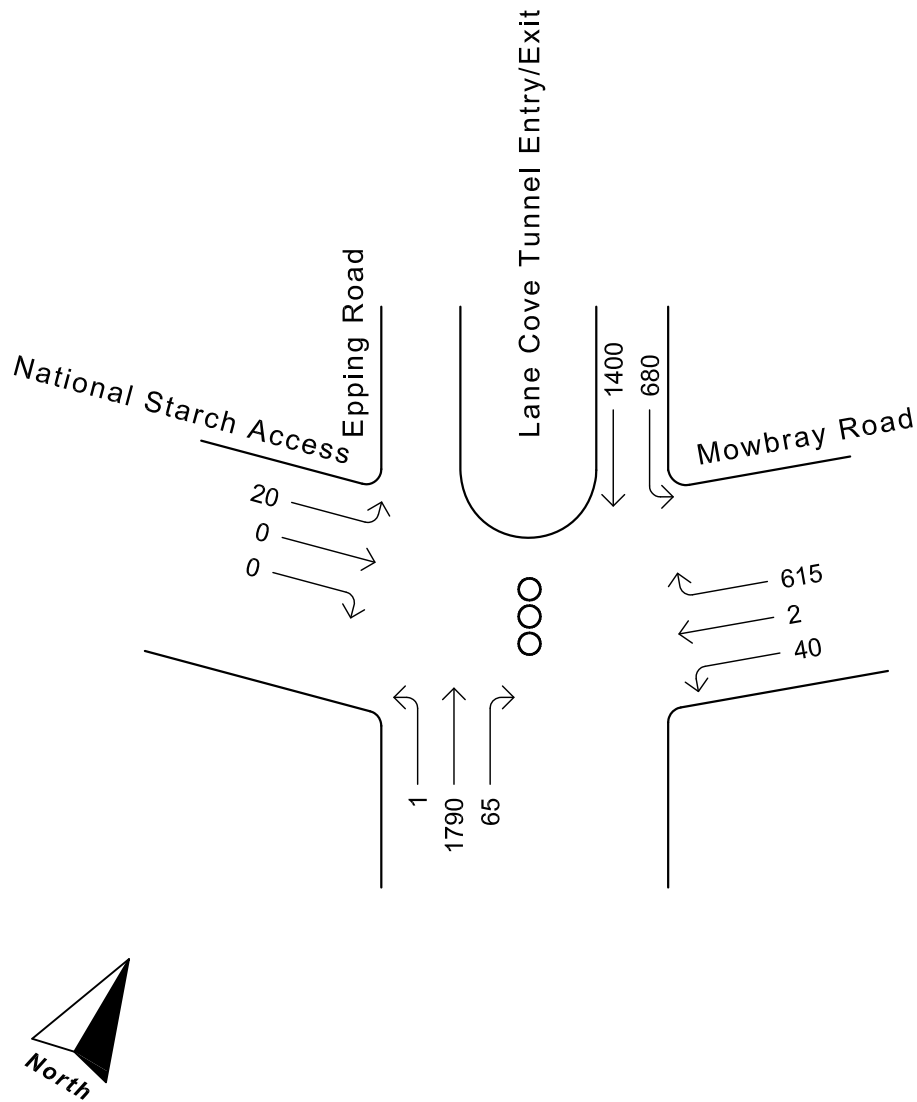 Lane Cove Tunnel Entry/Exit
Epping Road
National Starch Access
1400
680
Mowbray Road
20
0
0
615
2
40
1
1790
65
North